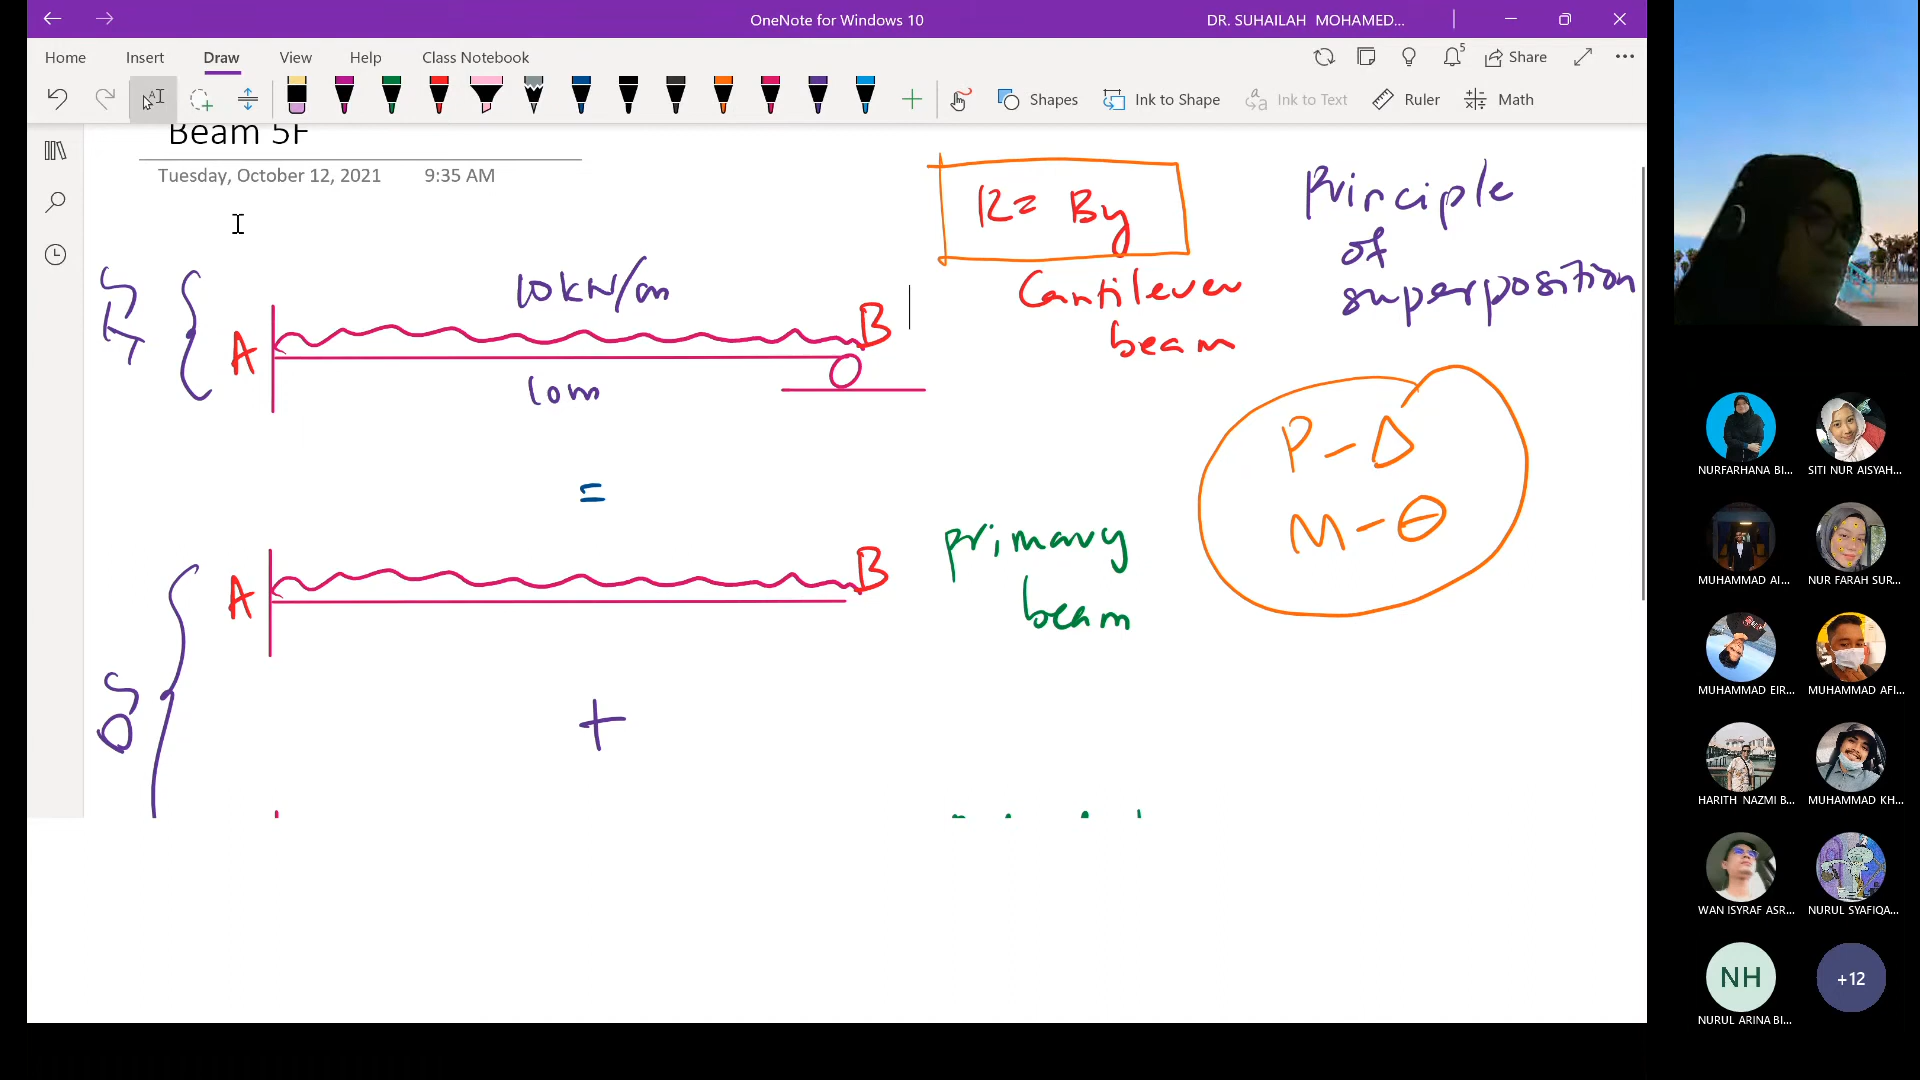 OneNote for Windows 10
DR. SUHAILAH MOHAMED...
Home Insert Draw View Help Class Notebook
5
Share
Shapes
Ink to Shape
Ink to Text
Ruler
Math
Beam 5F
Tuesday, October 12, 2021 9:35 AM
R = By
Cantilever
beam
Principle
of
superposition
10 kN/m
A
B
10m
P - Δ
M - θ
=
A
B
primary
beam
+
NURFARHANA BI...
SITI NUR AISYAH...
MUHAMMAD AI...
NUR FARAH SUR...
MUHAMMAD EIR...
MUHAMMAD AFI...
HARITH NAZMI B...
MUHAMMAD KH...
WAN ISYRAF ASR...
NURUL SYAFIQA...
NH
+12
NURUL ARINA BI...